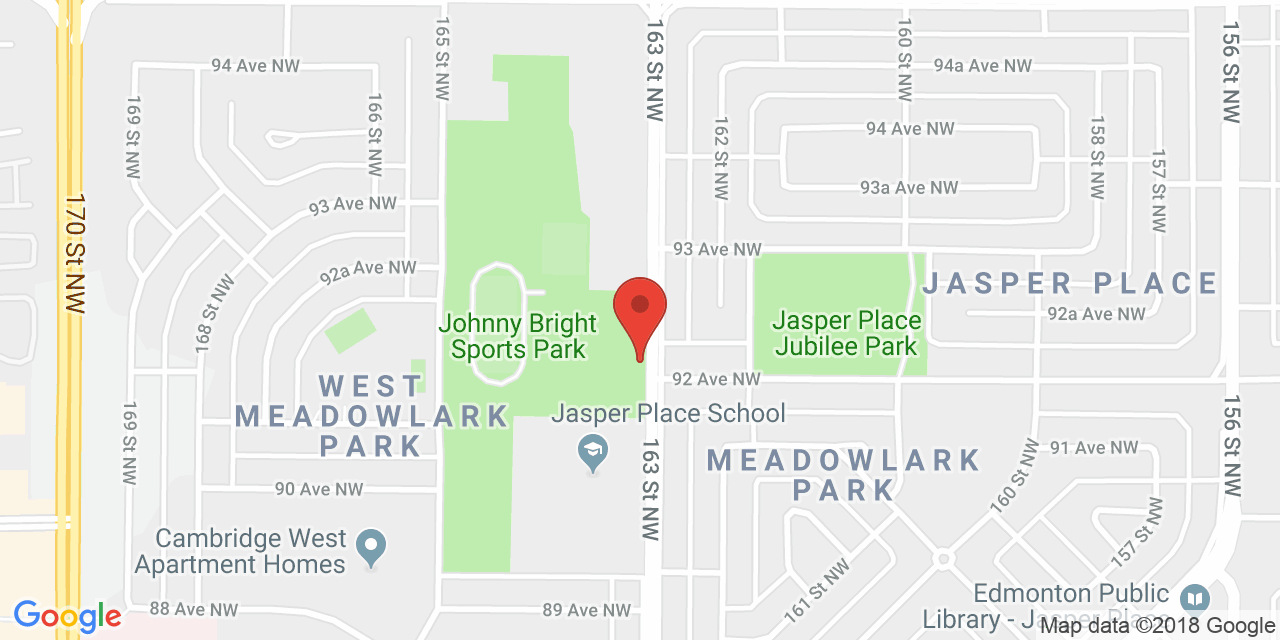 165 St NW
163 St NW
160 St NW
156 St NW
94 Ave NW
94a Ave NW
169 St NW
166 St NW
162 St NW
94 Ave NW
158 St NW
157 St NW
93a Ave NW
93 Ave NW
170 St NW
93 Ave NW
92a Ave NW
JASPER PLACE
168 St NW
92a Ave NW
Johnny Bright
Sports Park
Jasper Place
Jubilee Park
92 Ave NW
WEST
MEADOWLARK
PARK
Jasper Place School
169 St NW
163 St NW
MEADOWLARK
PARK
91 Ave NW
160 St NW
156 St NW
90 Ave NW
157 St NW
Cambridge West
Apartment Homes
161 St NW
Edmonton Public
Library - Jasper Place
Google
88 Ave NW
89 Ave NW
Map data ©2018 Google